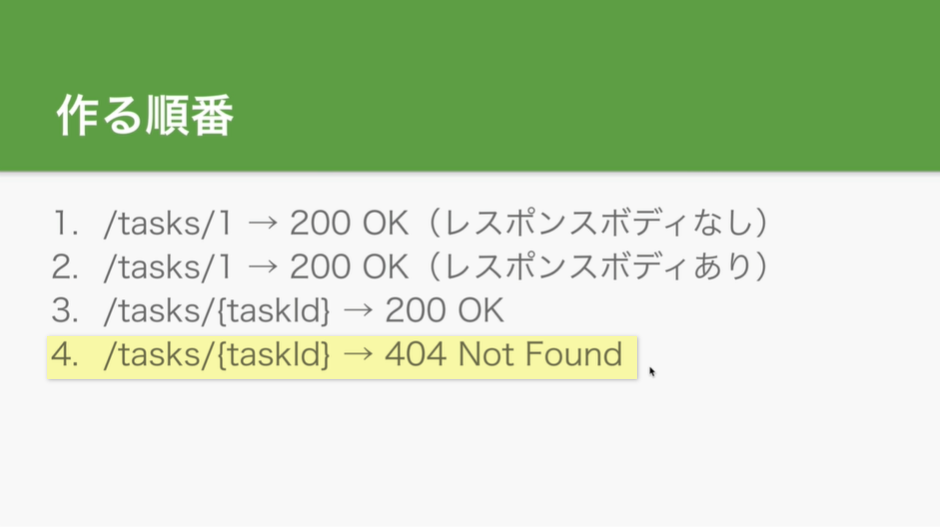 作る順番
1. /tasks/1 → 200 OK（レスポンスボディなし）
2. /tasks/1 → 200 OK（レスポンスボディあり）
3. /tasks/{taskId} → 200 OK
4. /tasks/{taskId} → 404 Not Found